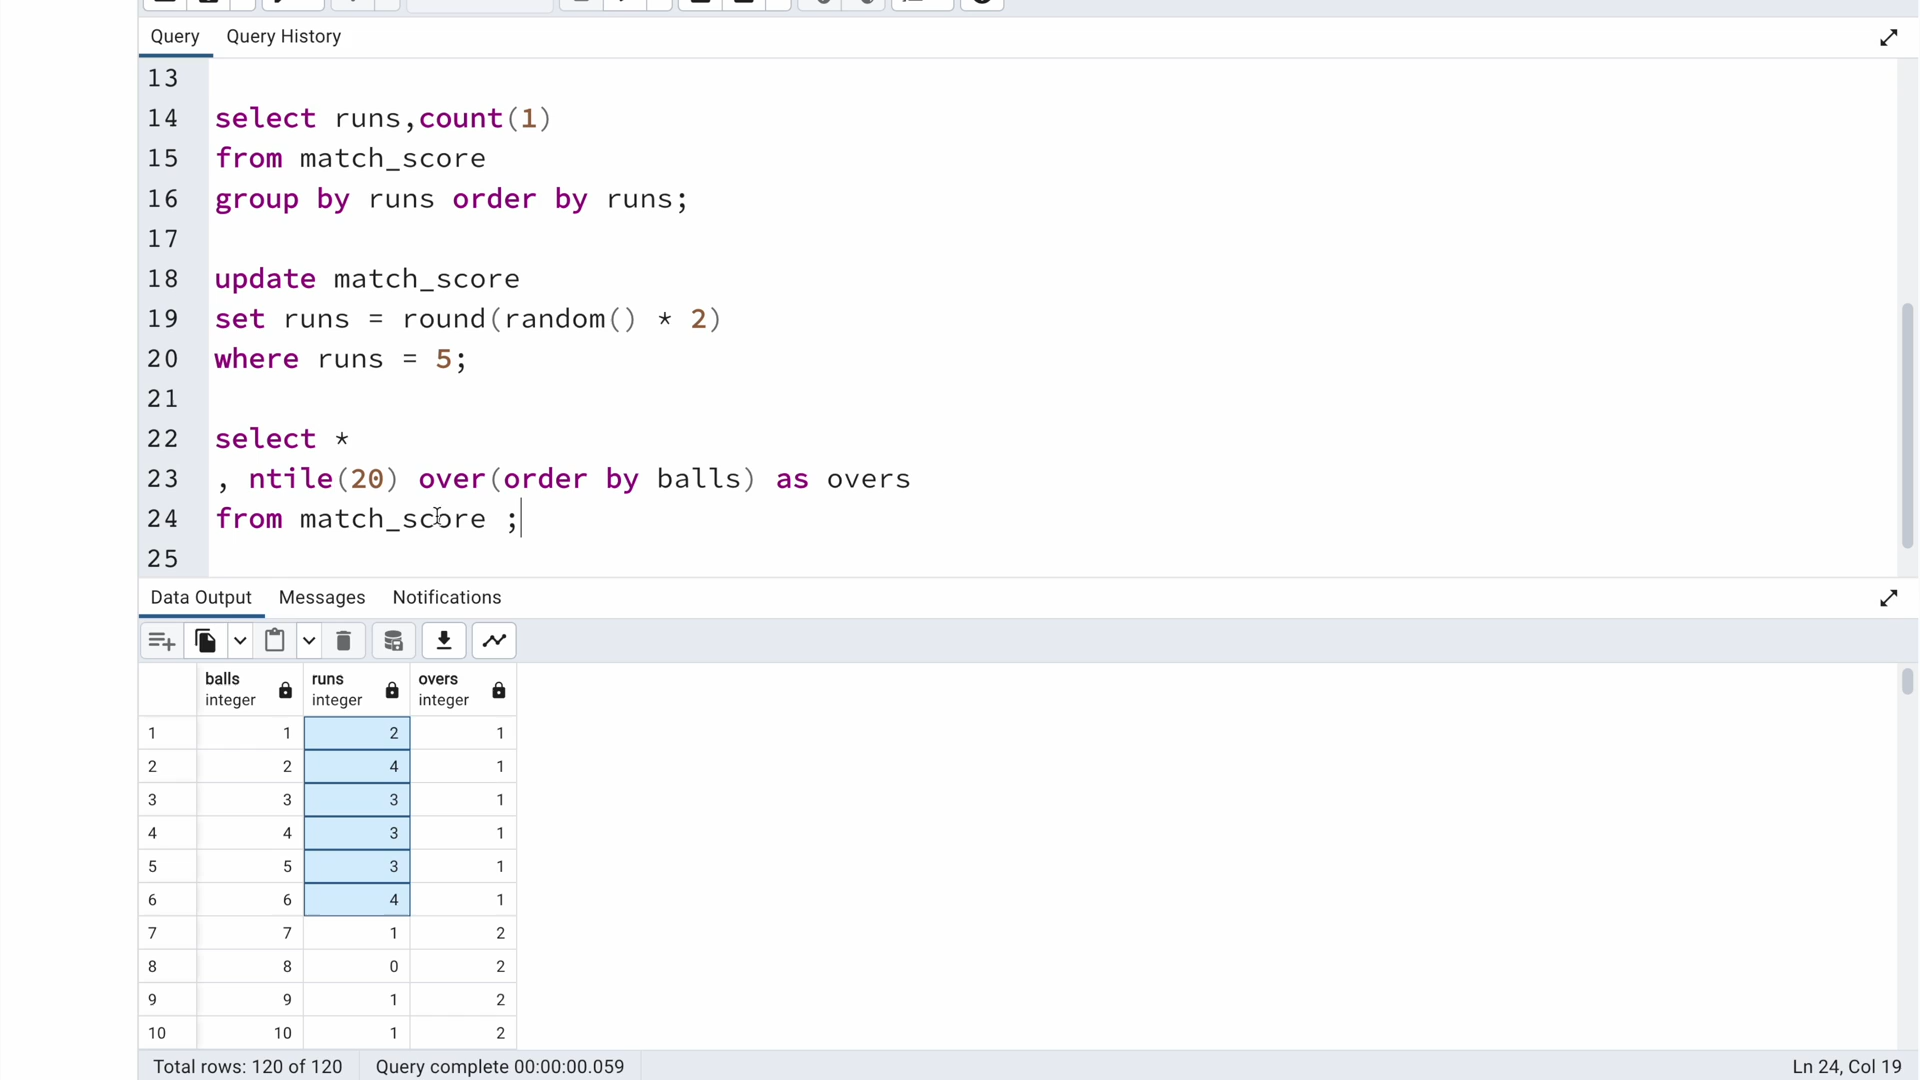 Query Query History
13
14 select runs,count(1)
15 from match_score
16 group by runs order by runs;
17
18 update match_score
19 set runs = round(random() * 2)
20 where runs = 5;
21
22 select *
23 , ntile(20) over(order by balls) as overs
24 from match_score ;
25
Data Output Messages Notifications
balls runs overs
integer integer integer
1 1 2 1
2 2 4 1
3 3 3 1
4 4 3 1
5 5 3 1
6 6 4 1
7 7 1 2
8 8 0 2
9 9 1 2
10 10 1 2
Total rows: 120 of 120 Query complete 00:00:00.059 Ln 24, Col 19